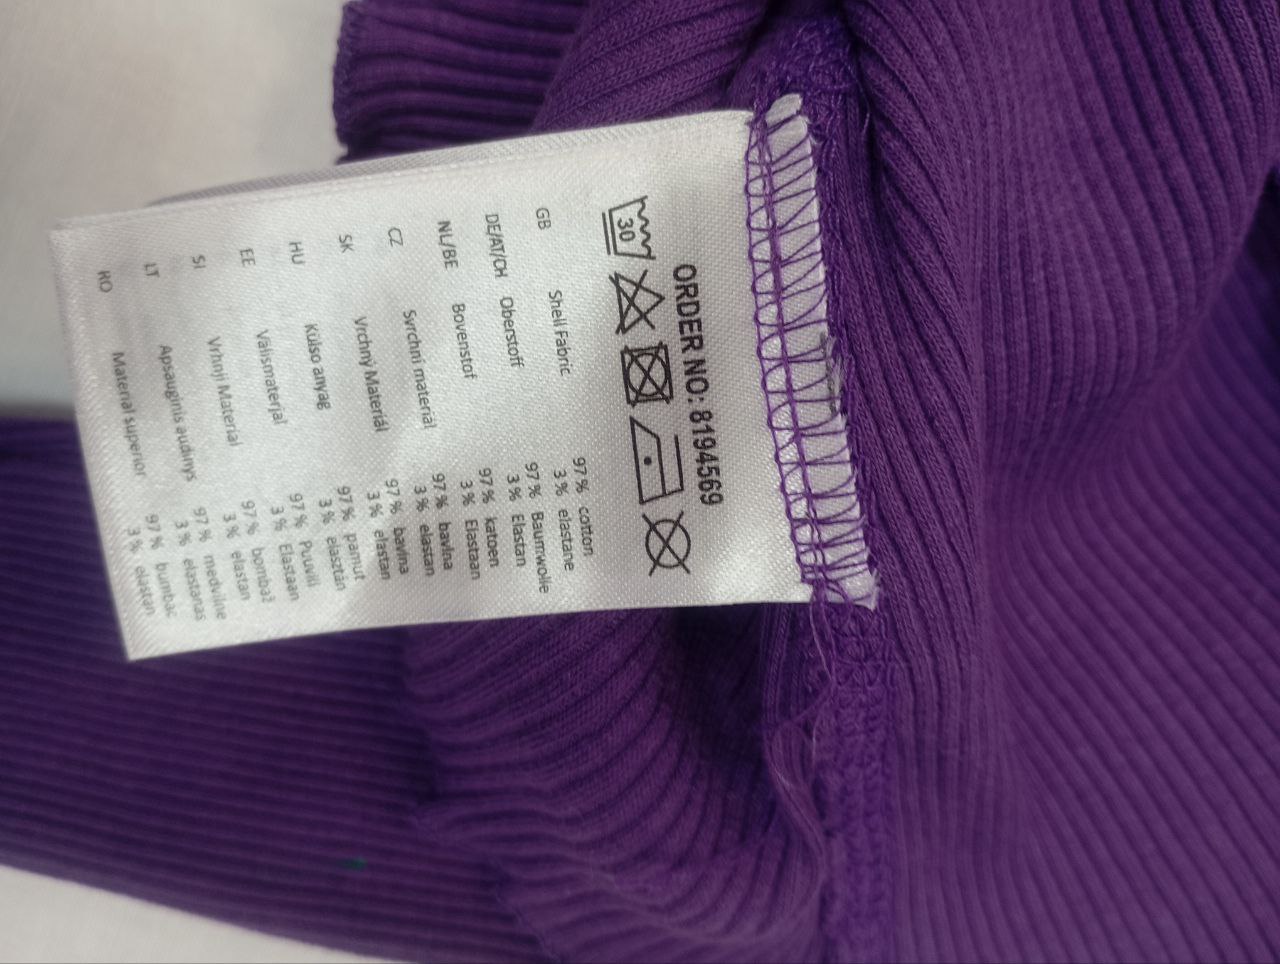 ORDER NO: 8194569
30
GB Shell Fabric 97 % cotton
3 % elastane
DE/AT/CH Oberstoff 97 % Baumwolle
3 % Elastan
NL/BE Bovenstof 97 % katoen
3 % Elastaan
CZ Svrchní materiál 97 % bavlna
3 % elastan
SK Vrchný Materiál 97 % bavlna
3 % elastan
HU Külso anyag 97 % pamut
3 % elasztán
EE Välismaterjal 97 % Puuvill
3 % Elastaan
SI Vrhnji Material 97 % bombaž
3 % elastan
LT Apsauginis audinys 97 % medvilnė
3 % elastanas
RO Material superior 97 % bumbac
3 % elastan